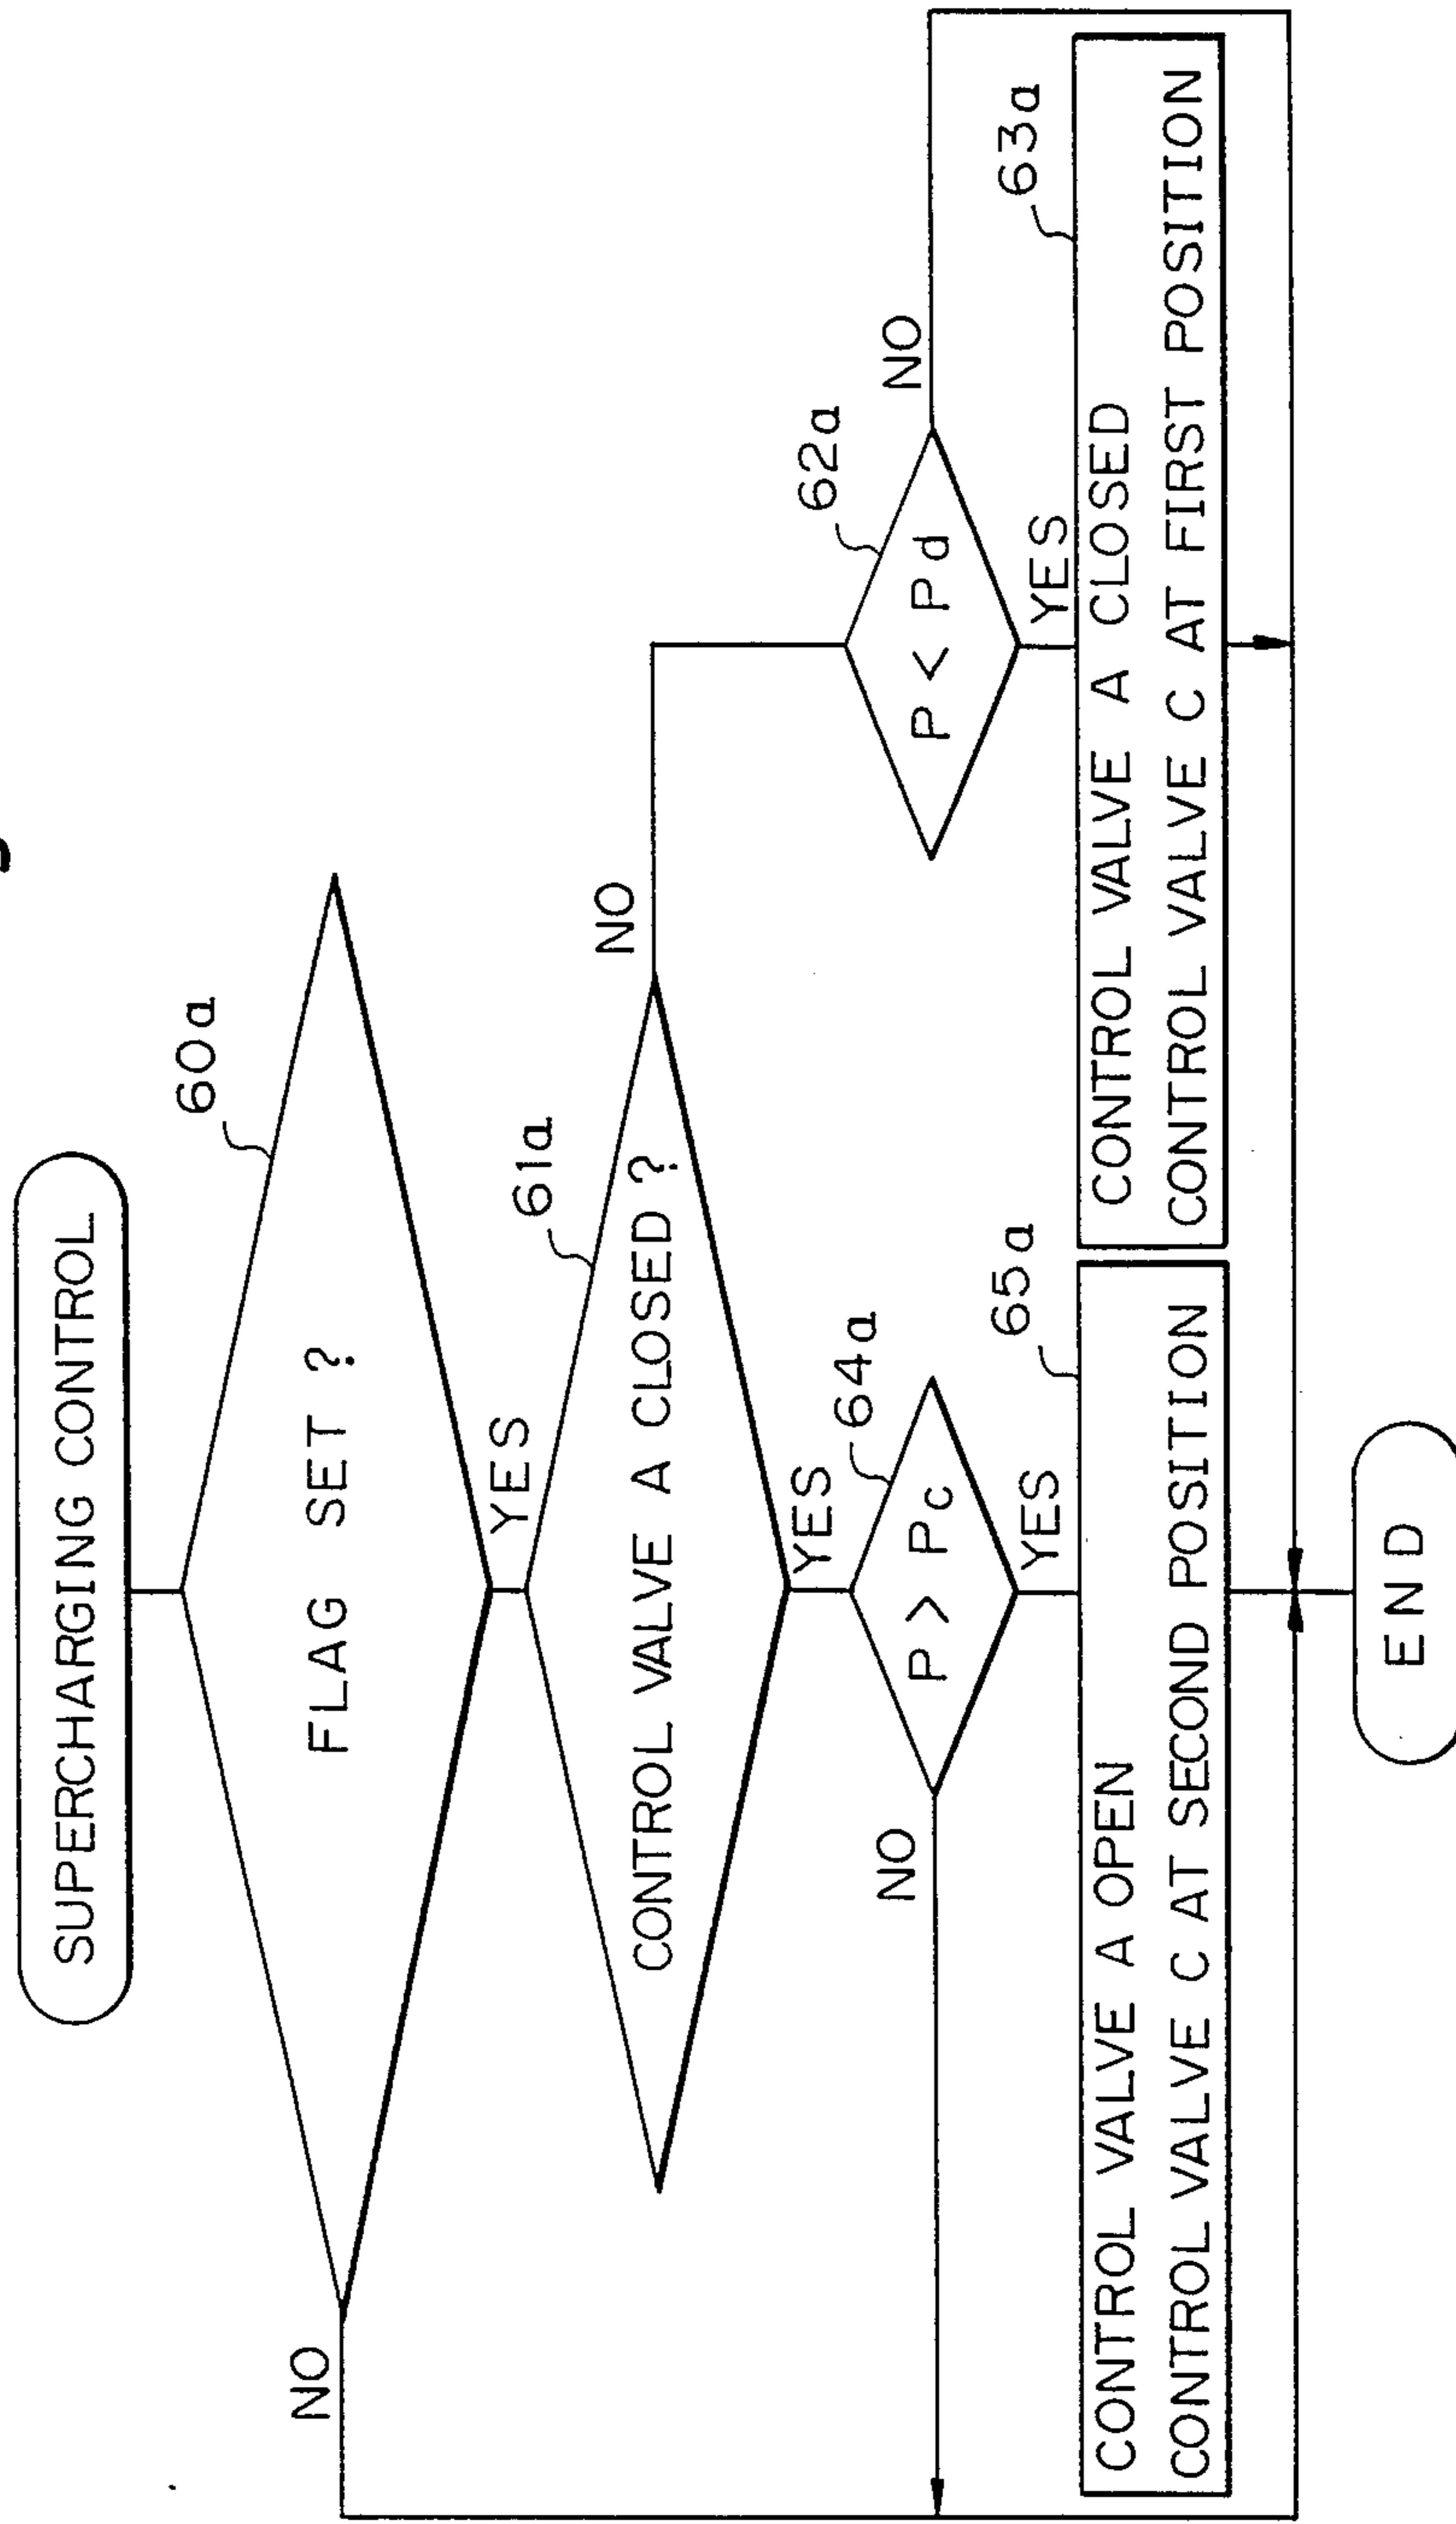 SUPERCHARGING CONTROL
60a
FLAG SET ?
NO
YES
61a
CONTROL VALVE A CLOSED ?
NO
YES
64a
P > Pc
NO
YES
62a
P < Pd
NO
YES
65a
CONTROL VALVE A OPEN
CONTROL VALVE C AT SECOND POSITION
63a
CONTROL VALVE A CLOSED
CONTROL VALVE C AT FIRST POSITION
END